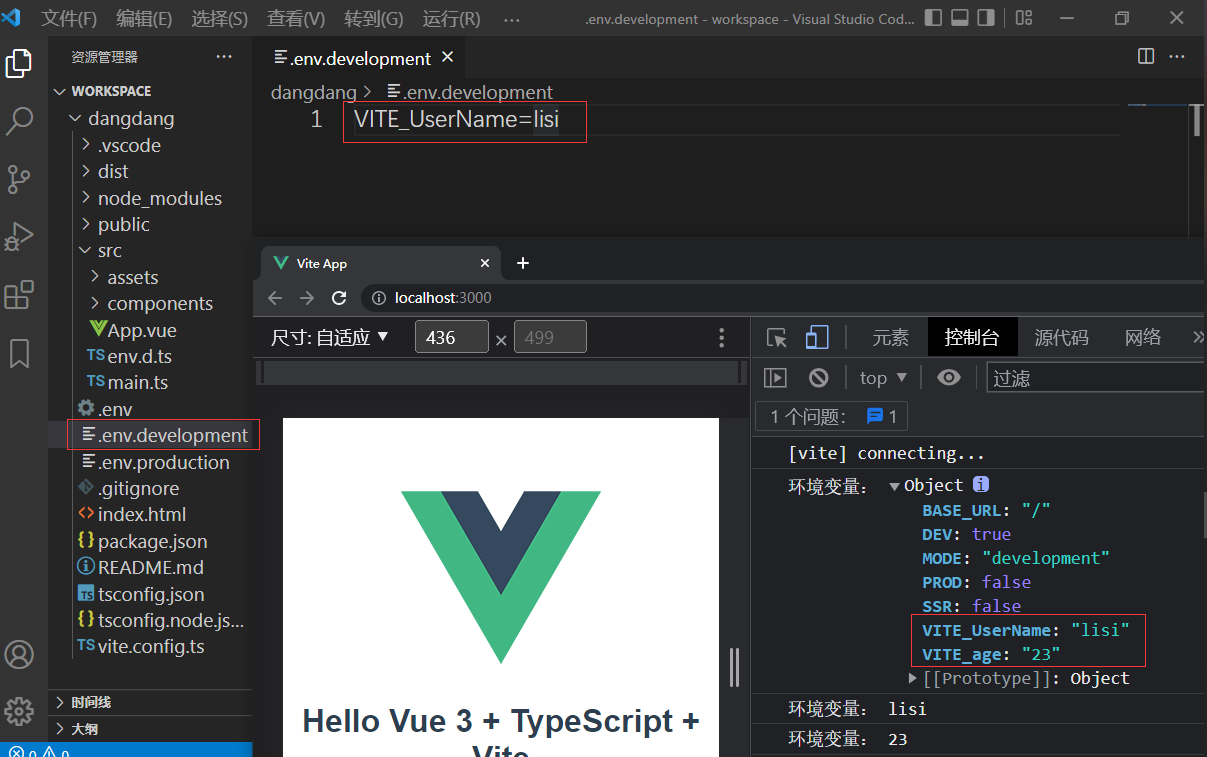 文件(F) 编辑(E) 选择(S) 查看(V) 转到(G) 运行(R) ... .env.development - workspace - Visual Studio Cod...
资源管理器 ...
.env.development
WORKSPACE
dangdang > .env.development
dangdang
1 VITE_UserName=lisi
.vscode
dist
node_modules
public
src
assets
components
App.vue
TS env.d.ts
TS main.ts
.env
.env.development
.env.production
.gitignore
index.html
{} package.json
README.md
TS tsconfig.json
{} tsconfig.node.js...
TS vite.config.ts
时间线
大纲
0 0
Vite App
localhost:3000
尺寸: 自适应 ▼ 436 × 499
元素 控制台 源代码 网络 »
top ▼ 过滤
1 个问题: 1
[vite] connecting...
环境变量: ▼Object i
BASE_URL: "/"
DEV: true
MODE: "development"
PROD: false
SSR: false
VITE_UserName: "lisi"
VITE_age: "23"
▶[[Prototype]]: Object
环境变量: lisi
环境变量: 23
Hello Vue 3 + TypeScript +
Vite